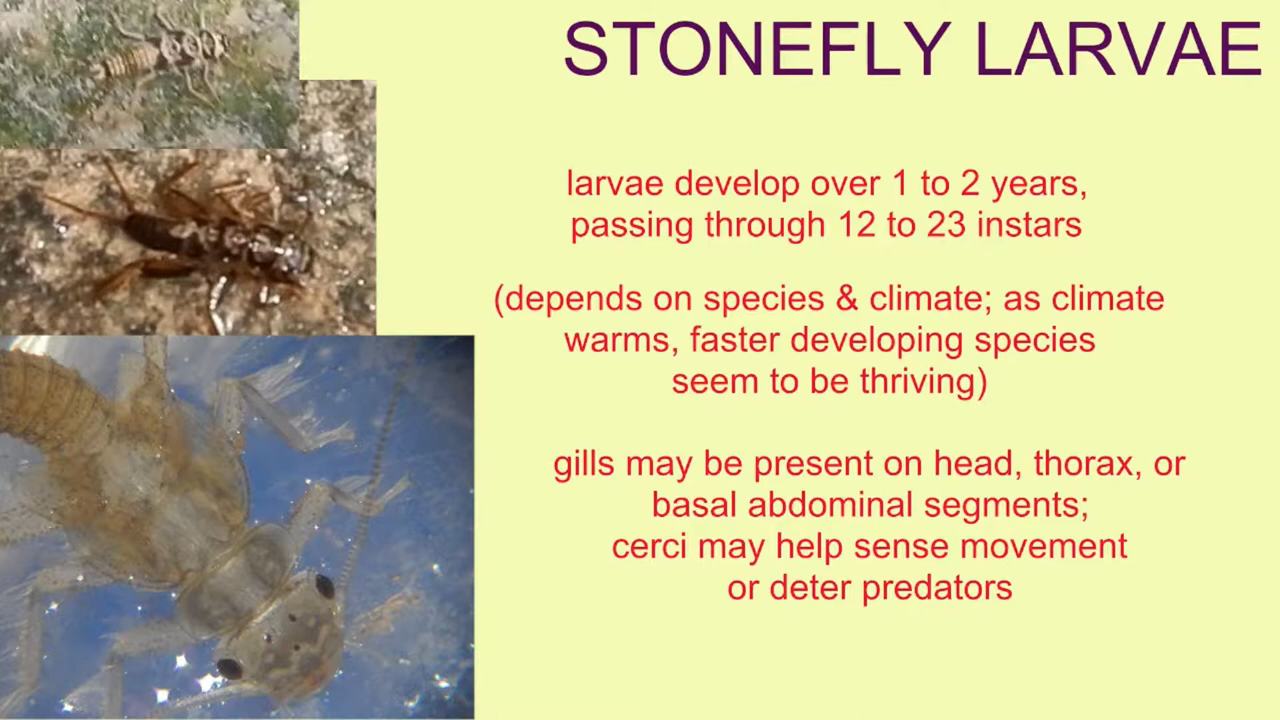 STONEFLY LARVAE
larvae develop over 1 to 2 years,
passing through 12 to 23 instars
(depends on species & climate; as climate
warms, faster developing species
seem to be thriving)
gills may be present on head, thorax, or
basal abdominal segments;
cerci may help sense movement
or deter predators